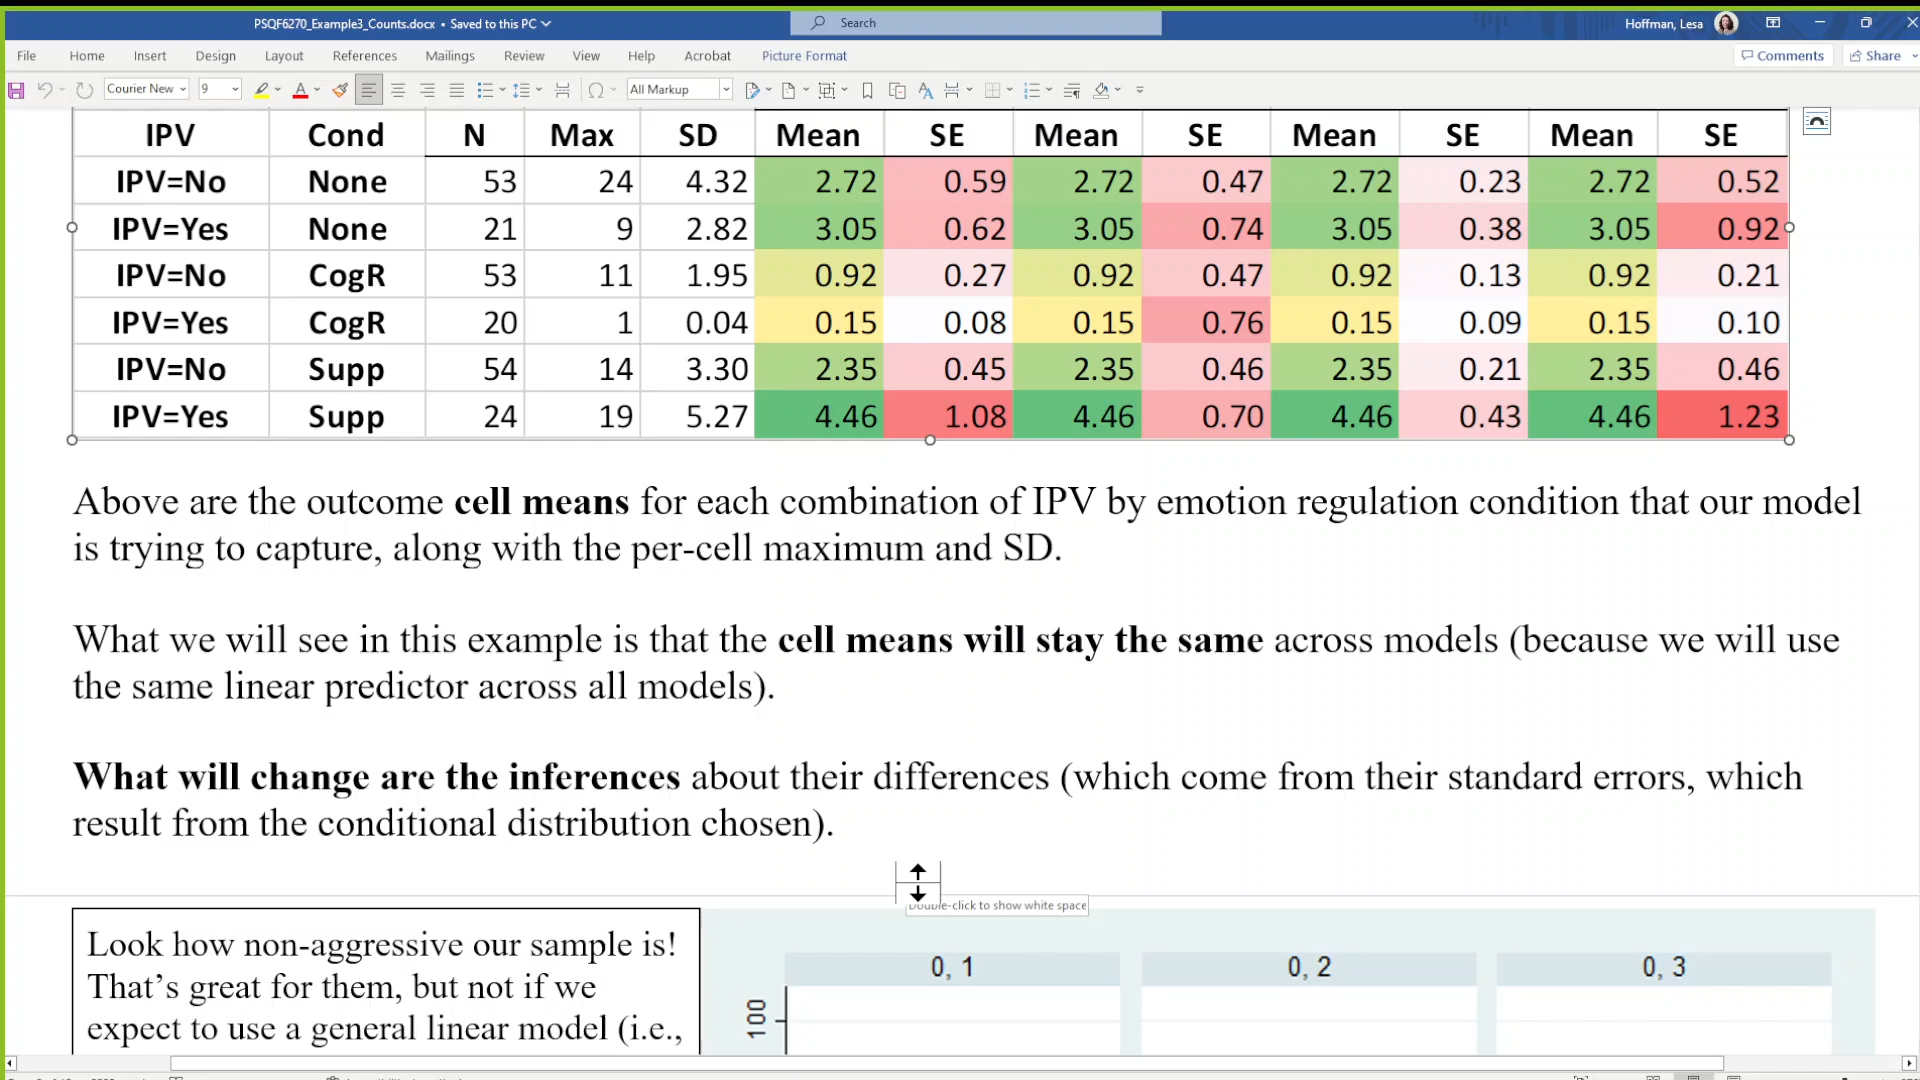 PSQF6270_Example3_Counts.docx • Saved to this PC
Search
Hoffman, Lesa
File Home Insert Design Layout References Mailings Review View Help Acrobat Picture Format
Comments Share
Courier New 9 All Markup
IPV Cond N Max SD Mean SE Mean SE Mean SE Mean SE
IPV=No None 53 24 4.32 2.72 0.59 2.72 0.47 2.72 0.23 2.72 0.52
IPV=Yes None 21 9 2.82 3.05 0.62 3.05 0.74 3.05 0.38 3.05 0.92
IPV=No CogR 53 11 1.95 0.92 0.27 0.92 0.47 0.92 0.13 0.92 0.21
IPV=Yes CogR 20 1 0.04 0.15 0.08 0.15 0.76 0.15 0.09 0.15 0.10
IPV=No Supp 54 14 3.30 2.35 0.45 2.35 0.46 2.35 0.21 2.35 0.46
IPV=Yes Supp 24 19 5.27 4.46 1.08 4.46 0.70 4.46 0.43 4.46 1.23
Above are the outcome cell means for each combination of IPV by emotion regulation condition that our model
is trying to capture, along with the per-cell maximum and SD.
What we will see in this example is that the cell means will stay the same across models (because we will use
the same linear predictor across all models).
What will change are the inferences about their differences (which come from their standard errors, which
result from the conditional distribution chosen).
Double-click to show white space
Look how non-aggressive our sample is!
That’s great for them, but not if we
expect to use a general linear model (i.e.,
0, 1 0, 2 0, 3
100